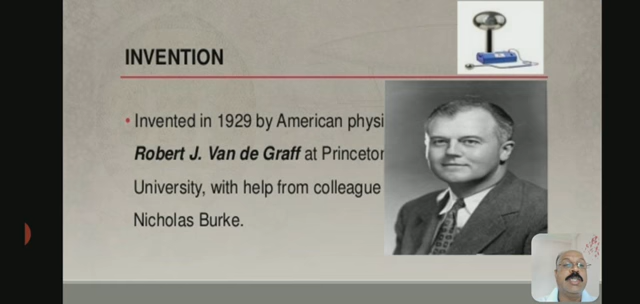 INVENTION
• Invented in 1929 by American physi
Robert J. Van de Graff at Princeton
University, with help from colleague
Nicholas Burke.